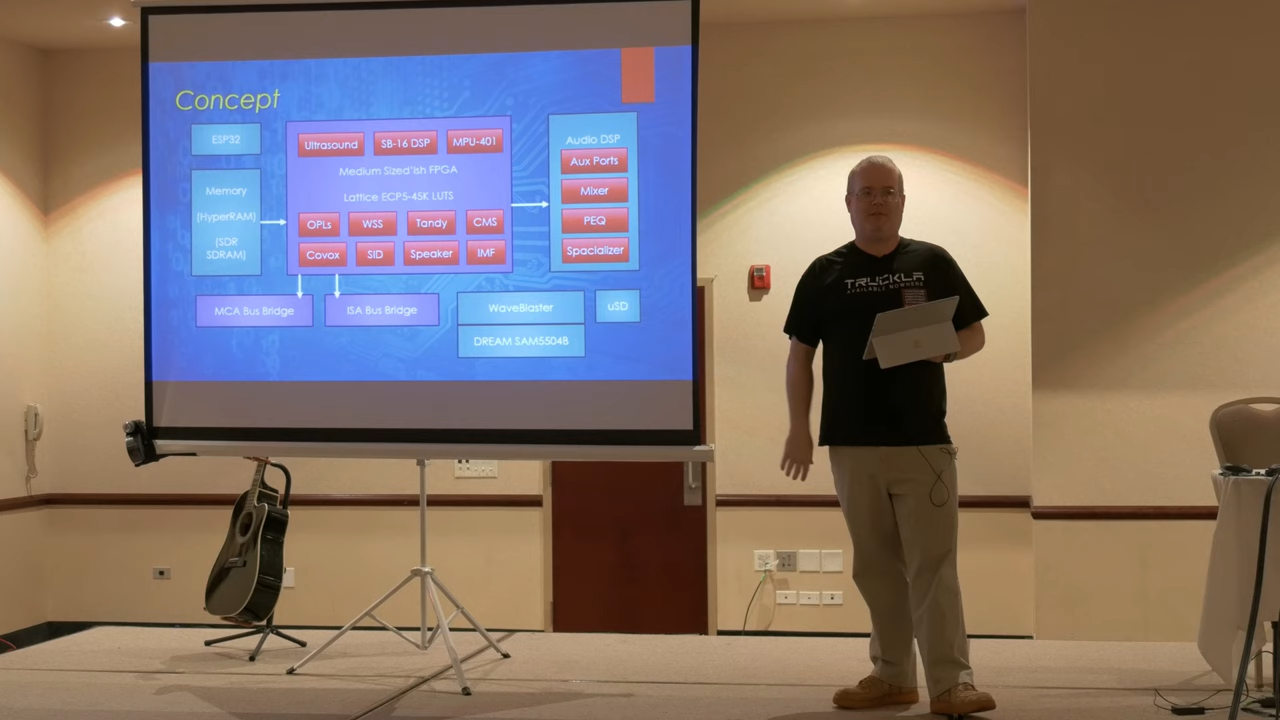 Concept
ESP32
Memory
(HyperRAM)
(SDR
SDRAM)
Ultrasound
SB-16 DSP
MPU-401
Medium Sized'ish FPGA
Lattice ECP5-45K LUTS
OPLs
WSS
Tandy
CMS
Covox
SID
Speaker
IMF
Audio DSP
Aux Ports
Mixer
PEQ
Spacializer
MCA Bus Bridge
ISA Bus Bridge
WaveBlaster
DREAM SAM5504B
uSD
TRUCKLA
AVAILABLE NOWHERE